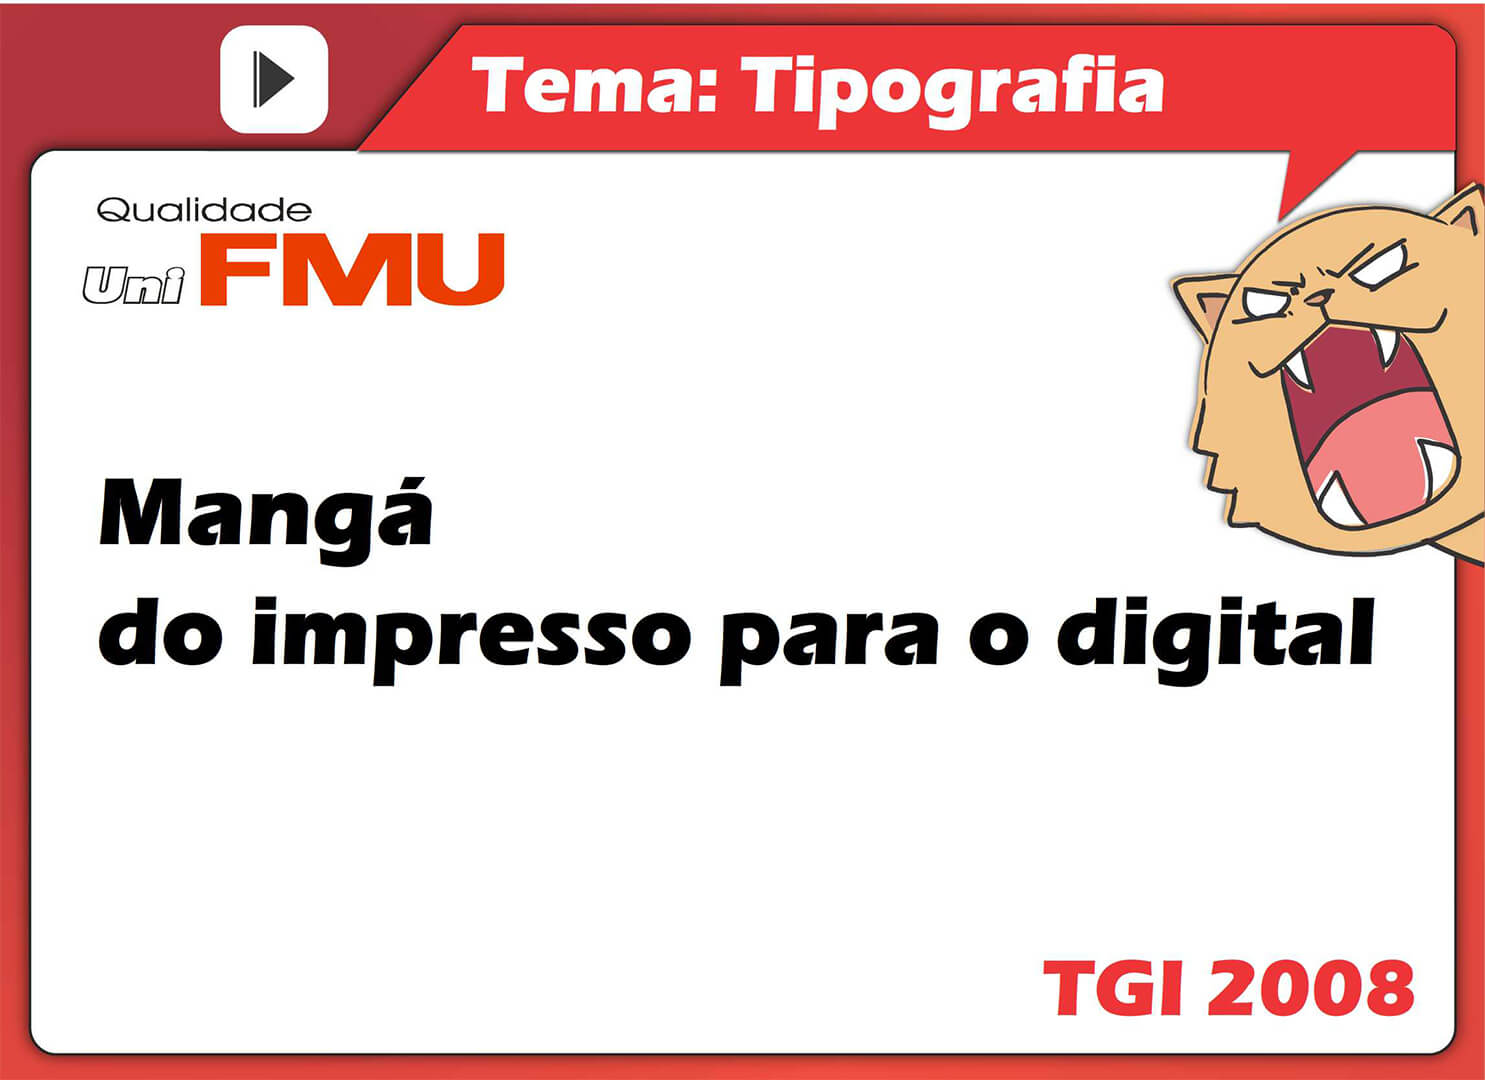 Tema: Tipografia
Qualidade
Uni FMU
Mangá
do impresso para o digital
TGI 2008